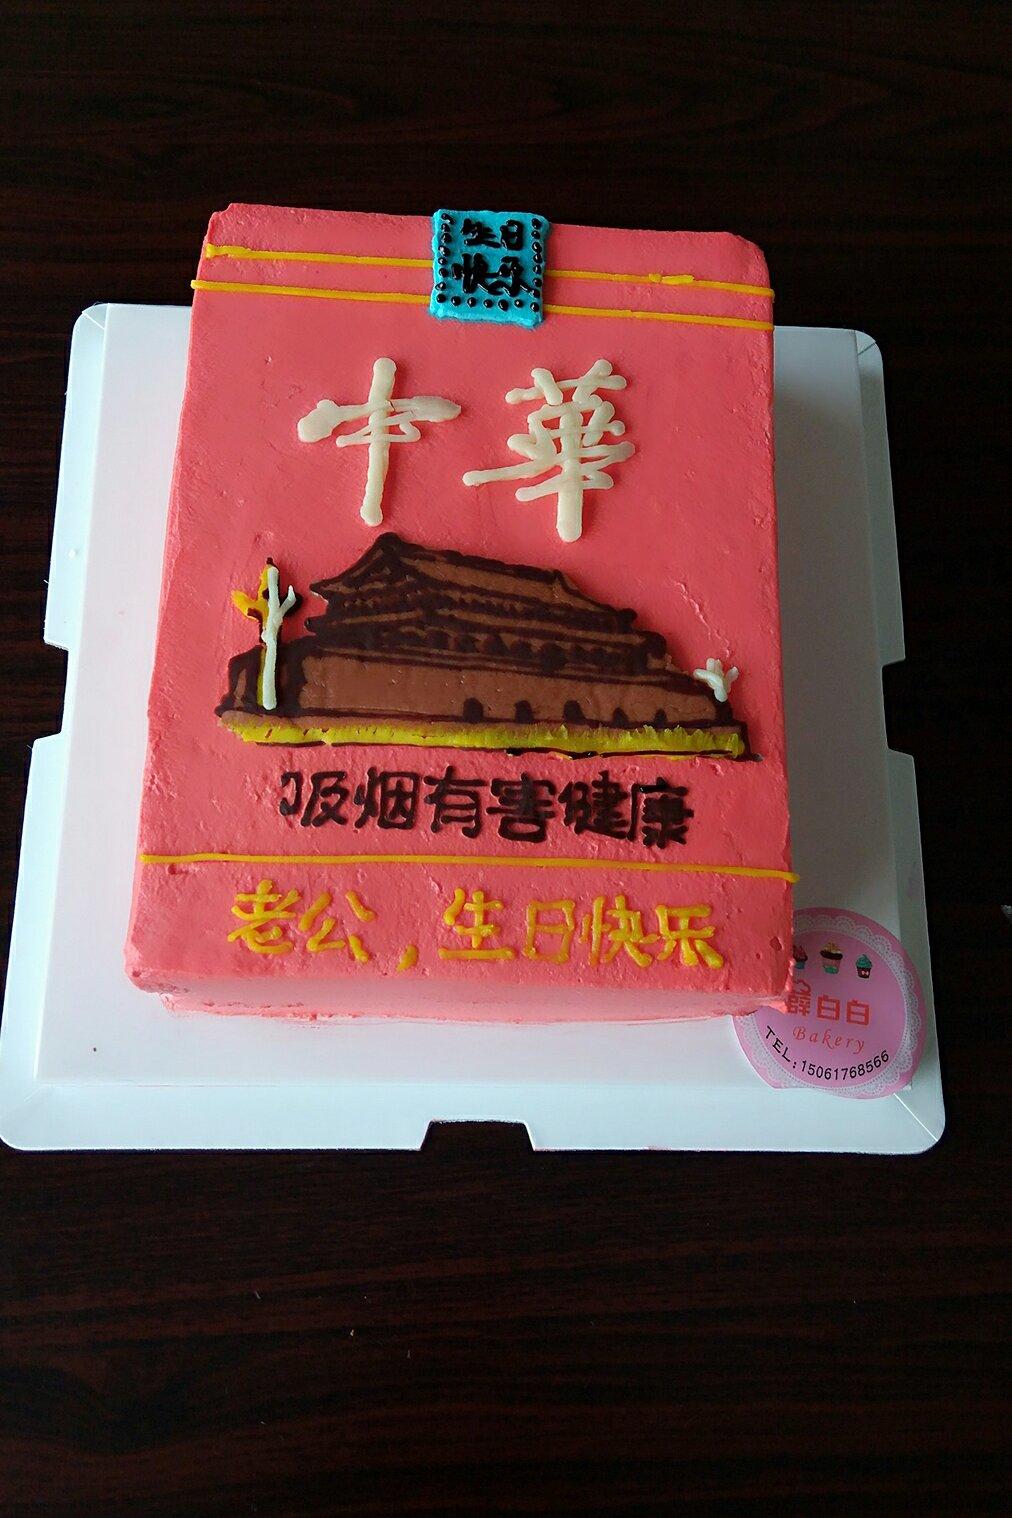 生日
快乐
中華
吸烟有害健康
老公，生日快乐
薛白白
Bakery
TEL:15061768566